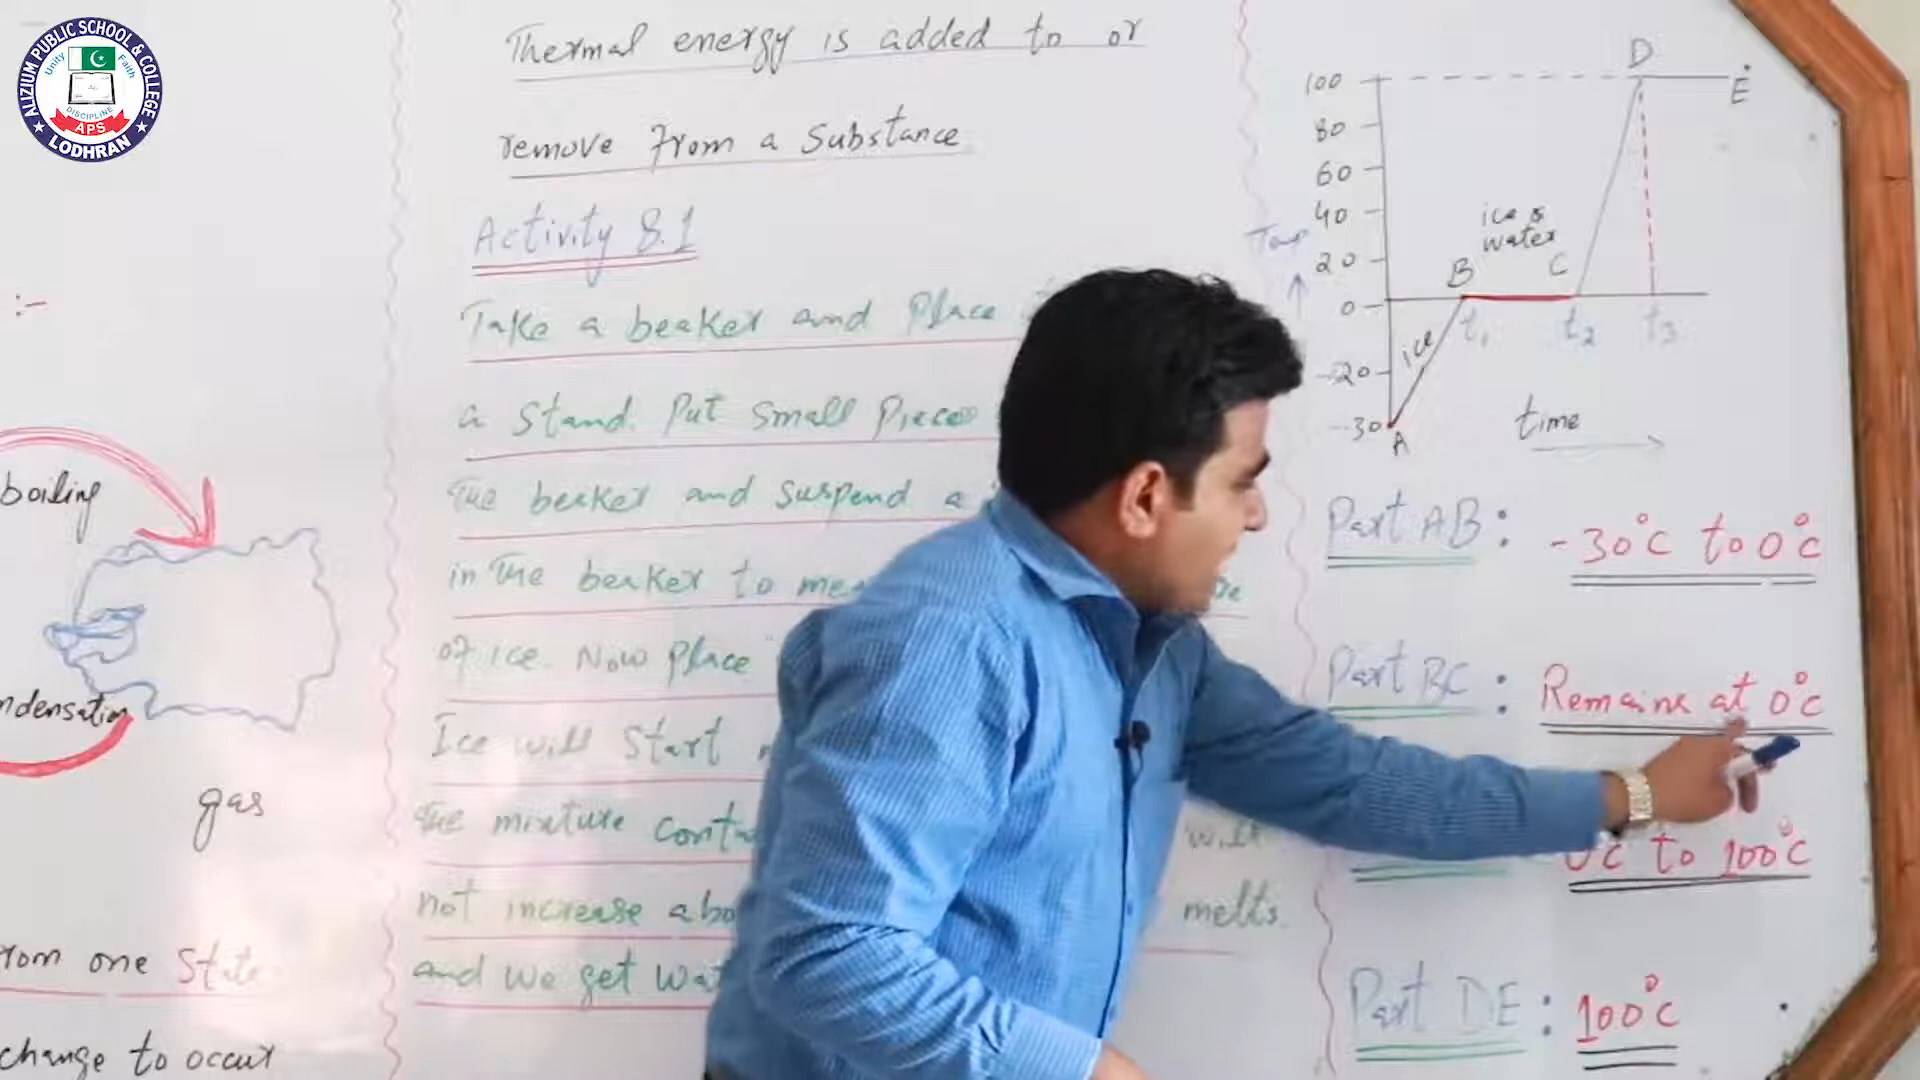 ALIZIUM PUBLIC SCHOOL & COLLEGE
Unity
Faith
DISCIPLINE
APS
LODHRAN
:-
boiling
ndensation
gas
rom one state
change to occur
Thermal energy is added to or
remove from a substance
Activity 8.1
Take a beaker and place
a stand. Put small pieces
The beaker and suspend a
in the beaker to me
of ice. Now place
Ice will start
The mixture cont
not increase abo melts.
and we get wat
D
100
E
80
60
40
ice &
water
Temp
20
B
C
0
t1
t2
t3
ice
-20
-30
A
time
Part AB : -30°C to 0°C
Part BC : Remains at 0°C
0°C to 100°C
Part DE : 100°C